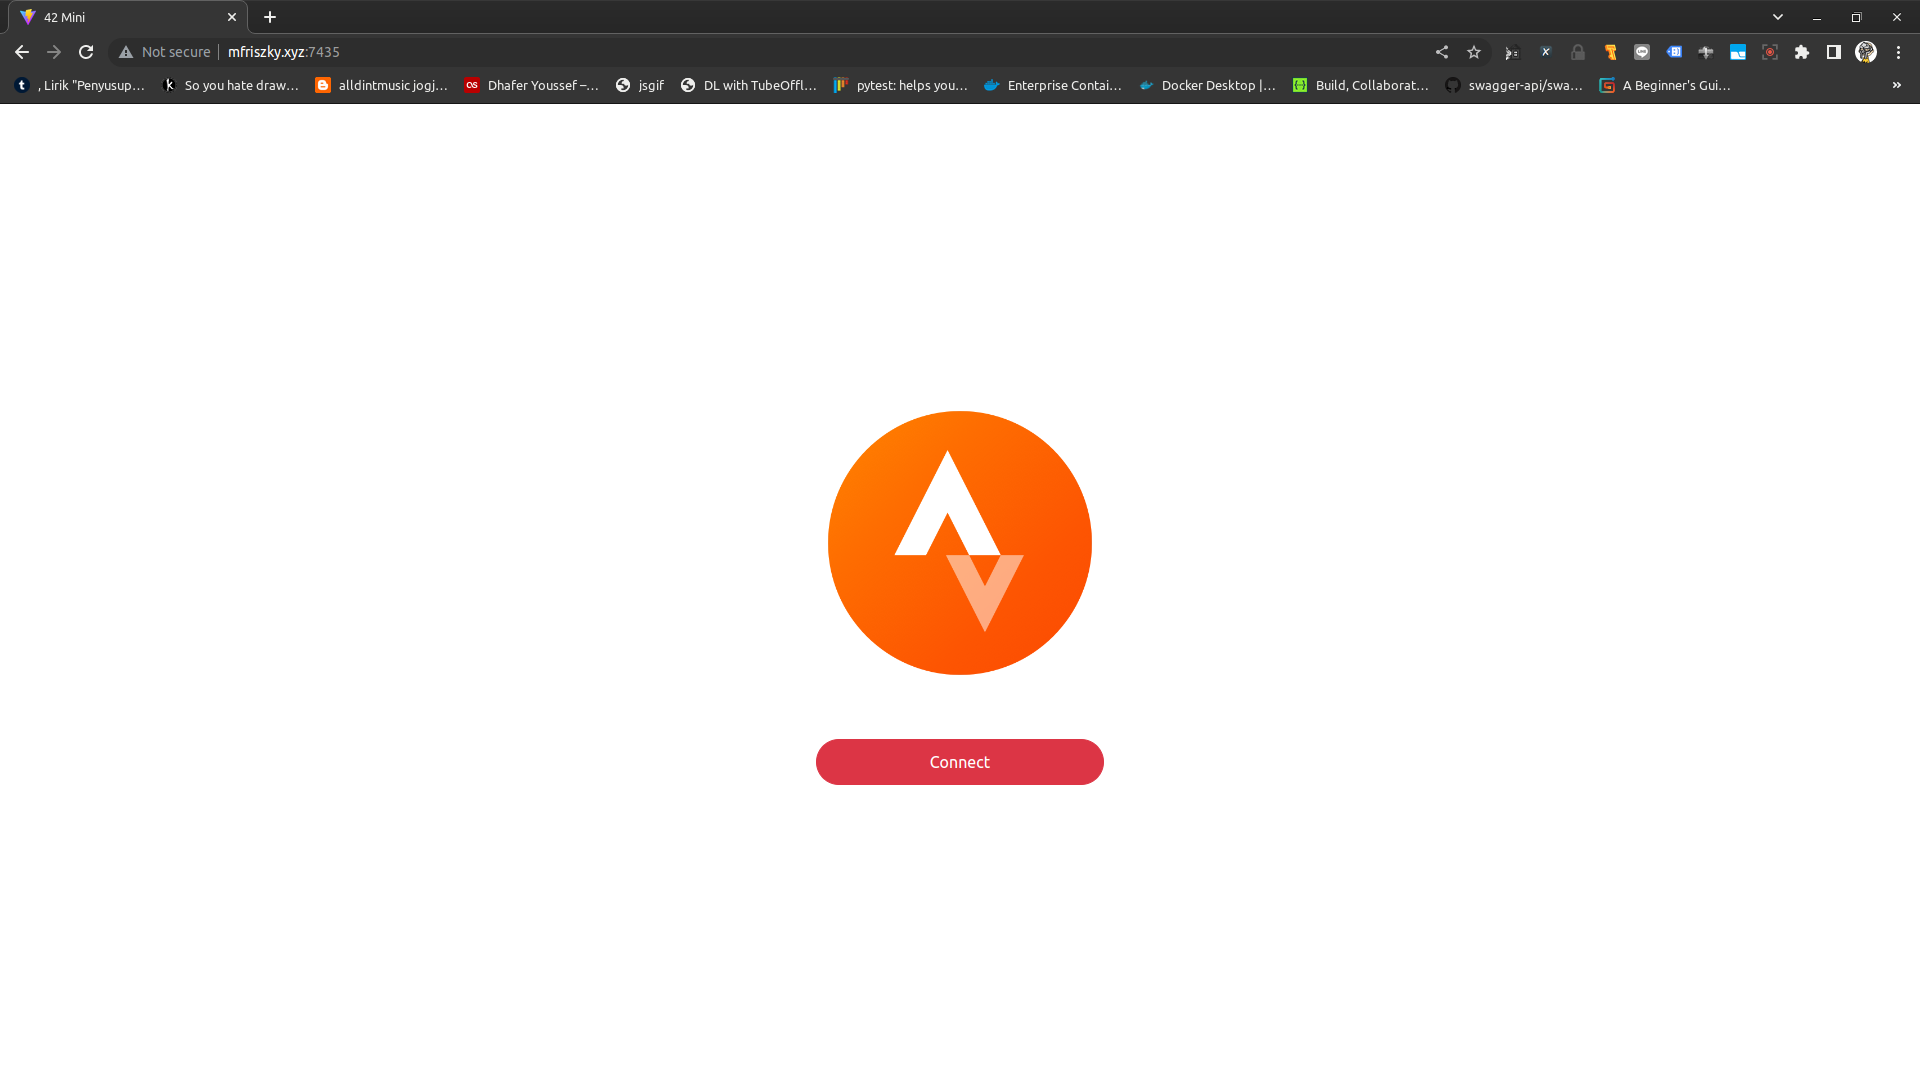 42 Mini
Not secure mfriszky.xyz:7435
, Lirik "Penyusup... So you hate draw... alldintmusic jogj... Dhafer Youssef –... jsgif DL with TubeOffl... pytest: helps you... Enterprise Contai... Docker Desktop |... Build, Collaborat... swagger-api/swa... A Beginner's Gui... »
Connect